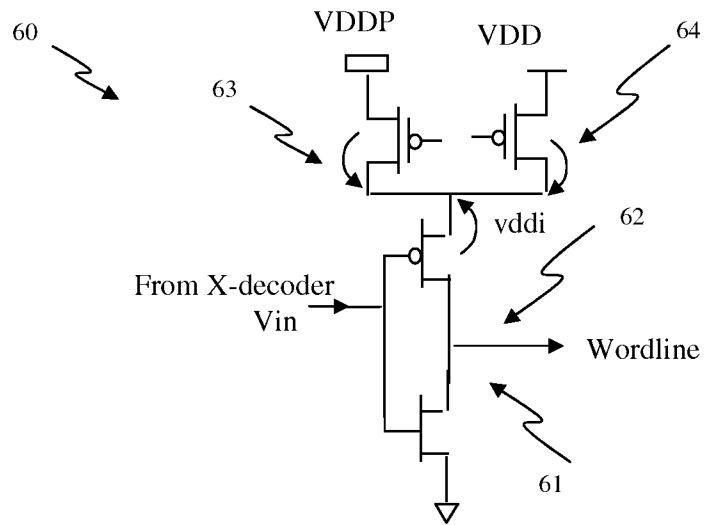 60
VDDP
VDD
64
63
vddi
62
From X-decoder
Vin
Wordline
61